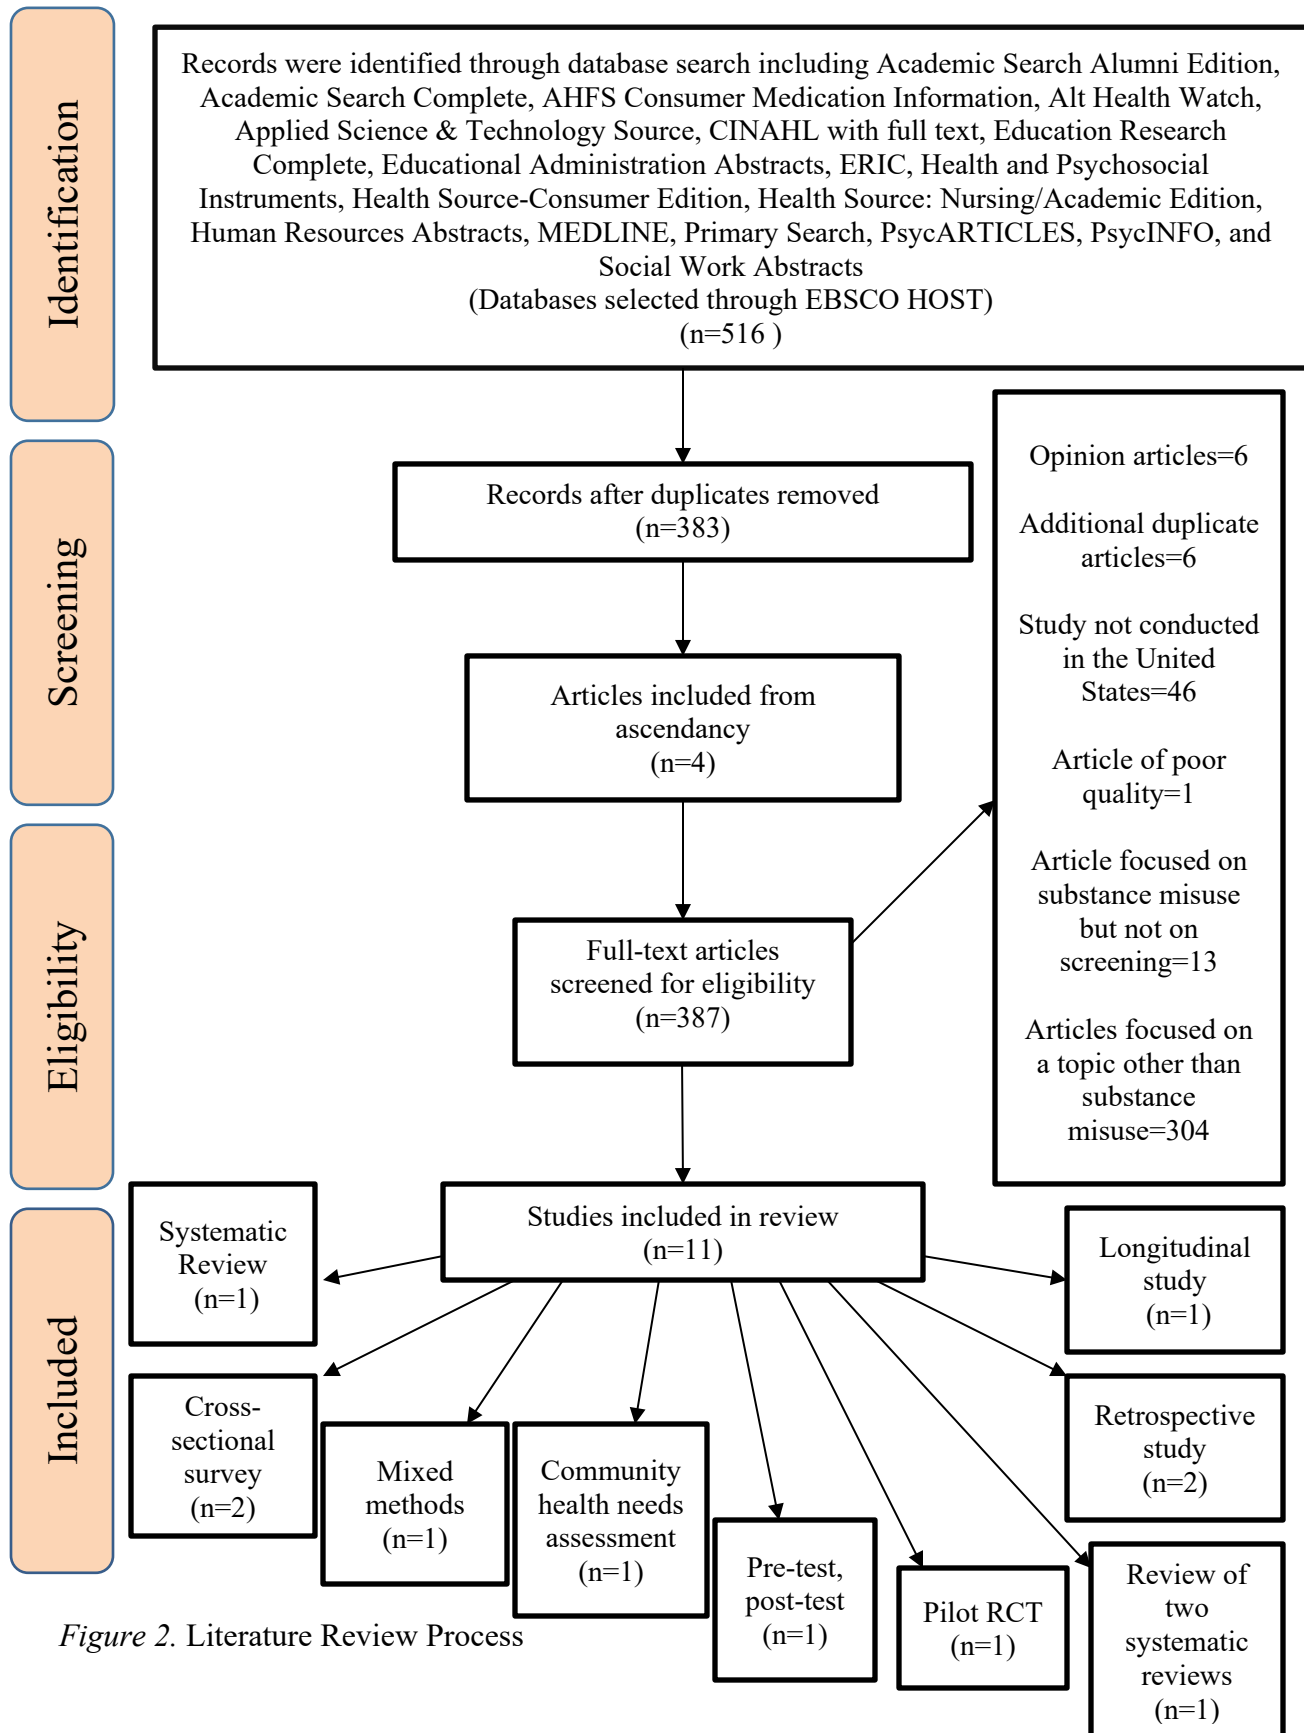 Identification
Records were identified through database search including Academic Search Alumni Edition,
Academic Search Complete, AHFS Consumer Medication Information, Alt Health Watch,
Applied Science & Technology Source, CINAHL with full text, Education Research
Complete, Educational Administration Abstracts, ERIC, Health and Psychosocial
Instruments, Health Source-Consumer Edition, Health Source: Nursing/Academic Edition,
Human Resources Abstracts, MEDLINE, Primary Search, PsycARTICLES, PsycINFO, and
Social Work Abstracts
(Databases selected through EBSCO HOST)
(n=516 )
Screening
Records after duplicates removed
(n=383)
Articles included from
ascendancy
(n=4)
Eligibility
Full-text articles
screened for eligibility
(n=387)
Opinion articles=6
Additional duplicate
articles=6
Study not conducted
in the United
States=46
Article of poor
quality=1
Article focused on
substance misuse
but not on
screening=13
Articles focused on
a topic other than
substance
misuse=304
Included
Studies included in review
(n=11)
Systematic
Review
(n=1)
Cross-
sectional
survey
(n=2)
Mixed
methods
(n=1)
Community
health needs
assessment
(n=1)
Pre-test,
post-test
(n=1)
Pilot RCT
(n=1)
Review of
two
systematic
reviews
(n=1)
Retrospective
study
(n=2)
Longitudinal
study
(n=1)
Figure 2. Literature Review Process